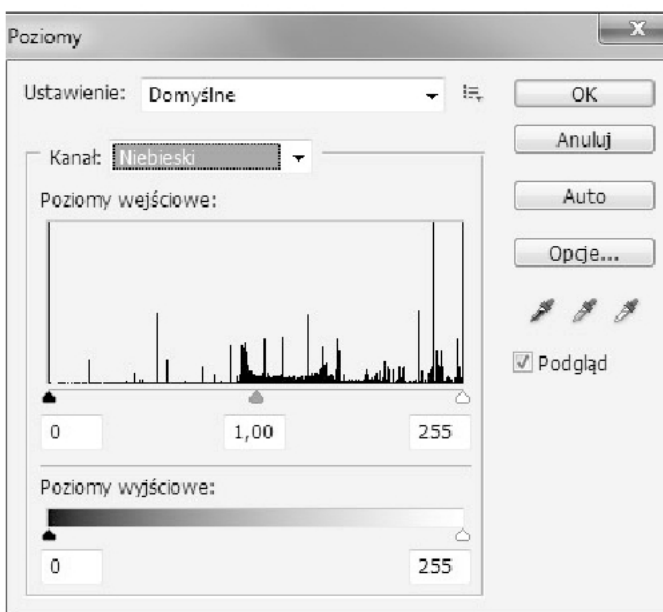 Poziomy
Ustawienie: Domyślne
OK
Anuluj
Auto
Opcje...
Podgląd
Kanał: Niebieski
Poziomy wejściowe:
0 1,00 255
Poziomy wyjściowe:
0 255